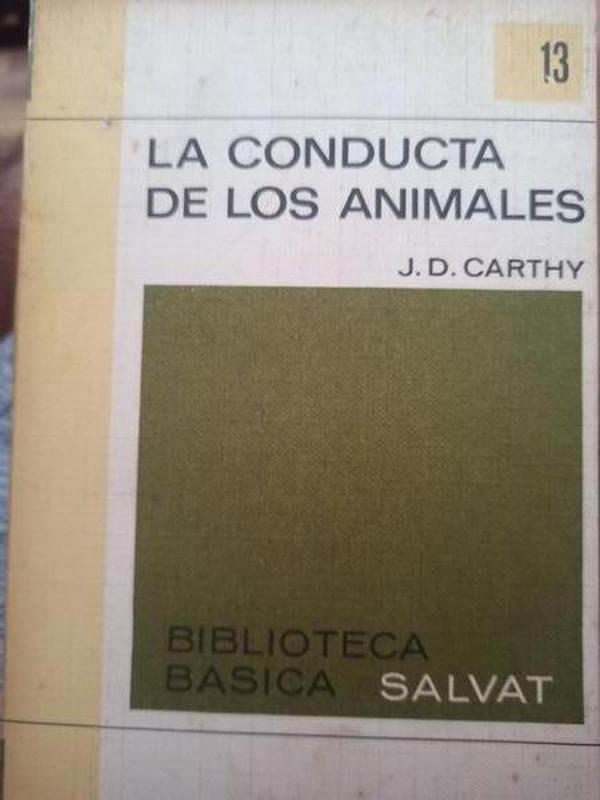 13
LA CONDUCTA
DE LOS ANIMALES
J. D. CARTHY
BIBLIOTECA
BASICA SALVAT